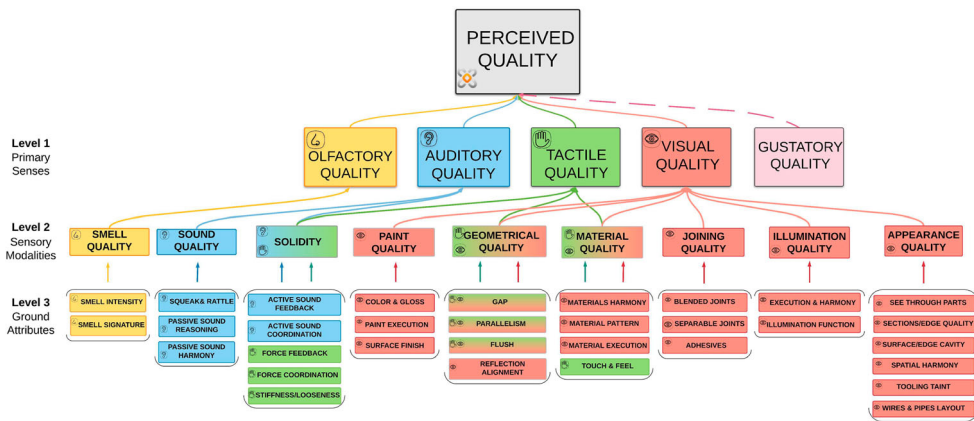 PERCEIVED
QUALITY
Level 1
Primary
Senses
OLFACTORY
QUALITY
AUDITORY
QUALITY
TACTILE
QUALITY
VISUAL
QUALITY
GUSTATORY
QUALITY
Level 2
Sensory
Modalities
SMELL
QUALITY
SOUND
QUALITY
SOLIDITY
PAINT
QUALITY
GEOMETRICAL
QUALITY
MATERIAL
QUALITY
JOINING
QUALITY
ILLUMINATION
QUALITY
APPEARANCE
QUALITY
Level 3
Ground
Attributes
SMELL INTENSITY
SMELL SIGNATURE
SQUEAK& RATTLE
PASSIVE SOUND
REASONING
PASSIVE SOUND
HARMONY
ACTIVE SOUND
FEEDBACK
ACTIVE SOUND
COORDINATION
FORCE FEEDBACK
FORCE COORDINATION
STIFFNESS/LOOSENESS
COLOR & GLOSS
PAINT EXECUTION
SURFACE FINISH
GAP
PARALLELISM
FLUSH
REFLECTION
ALIGNMENT
MATERIALS HARMONY
MATERIAL PATTERN
MATERIAL EXECUTION
TOUCH & FEEL
BLENDED JOINTS
SEPARABLE JOINTS
ADHESIVES
EXECUTION & HARMONY
ILLUMINATION FUNCTION
SEE THROUGH PARTS
SECTIONS/EDGE QUALITY
SURFACE/EDGE CAVITY
SPATIAL HARMONY
TOOLING TAINT
WIRES & PIPES LAYOUT